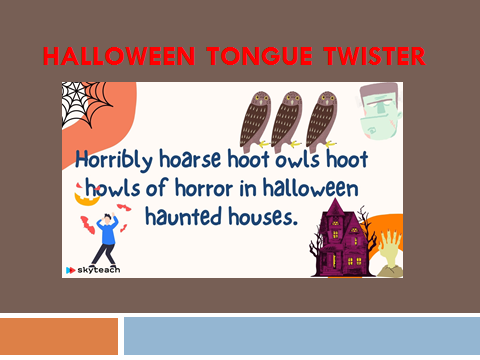 HALLOWEEN TONGUE TWISTER
Horribly hoarse hoot owls hoot
howls of horror in halloween
haunted houses.
skyteach